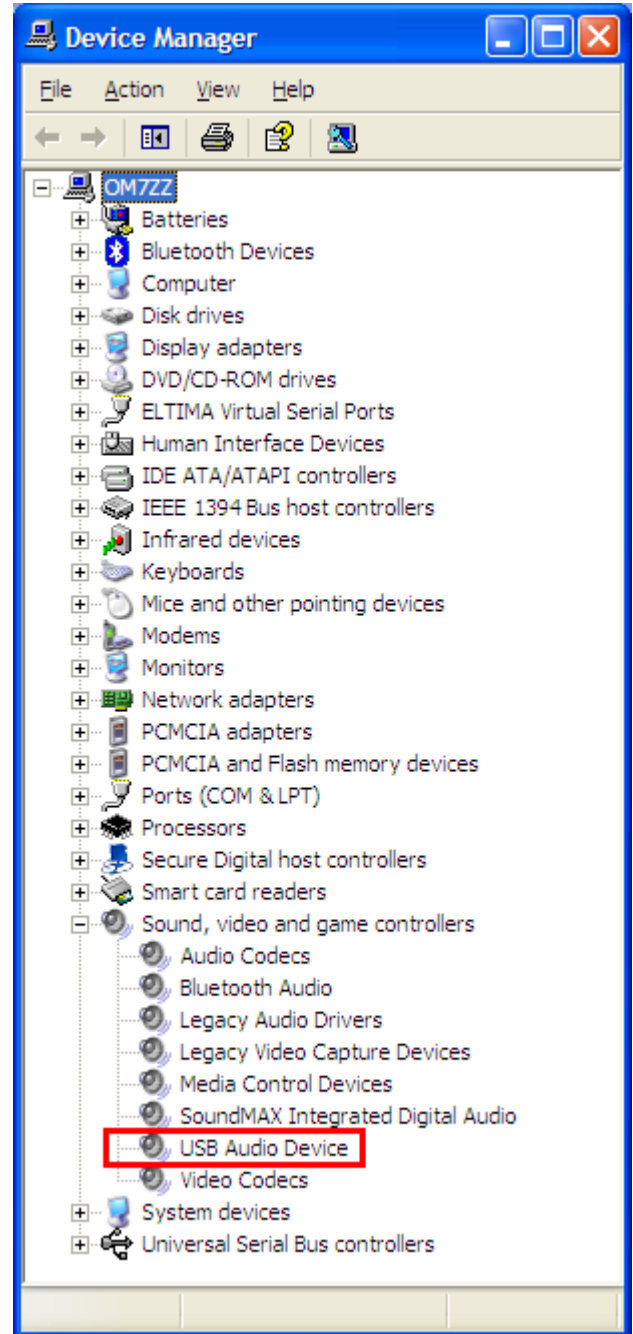 Device Manager
File Action View Help
OM7ZZ
Batteries
Bluetooth Devices
Computer
Disk drives
Display adapters
DVD/CD-ROM drives
ELTIMA Virtual Serial Ports
Human Interface Devices
IDE ATA/ATAPI controllers
IEEE 1394 Bus host controllers
Infrared devices
Keyboards
Mice and other pointing devices
Modems
Monitors
Network adapters
PCMCIA adapters
PCMCIA and Flash memory devices
Ports (COM & LPT)
Processors
Secure Digital host controllers
Smart card readers
Sound, video and game controllers
Audio Codecs
Bluetooth Audio
Legacy Audio Drivers
Legacy Video Capture Devices
Media Control Devices
SoundMAX Integrated Digital Audio
USB Audio Device
Video Codecs
System devices
Universal Serial Bus controllers